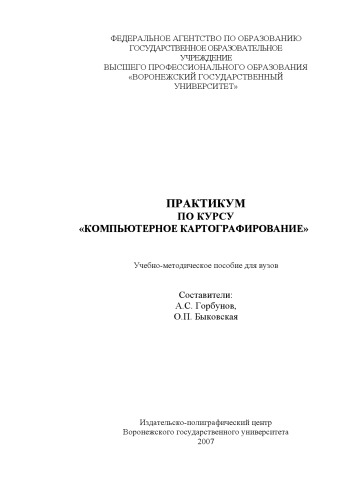 ФЕДЕРАЛЬНОЕ АГЕНТСТВО ПО ОБРАЗОВАНИЮ
ГОСУДАРСТВЕННОЕ ОБРАЗОВАТЕЛЬНОЕ
УЧРЕЖДЕНИЕ
ВЫСШЕГО ПРОФЕССИОНАЛЬНОГО ОБРАЗОВАНИЯ
«ВОРОНЕЖСКИЙ ГОСУДАРСТВЕННЫЙ
УНИВЕРСИТЕТ»
ПРАКТИКУМ
ПО КУРСУ
«КОМПЬЮТЕРНОЕ КАРТОГРАФИРОВАНИЕ»
Учебно-методическое пособие для вузов
Составители:
А.С. Горбунов,
О.П. Быковская
Издательско-полиграфический центр
Воронежского государственного университета
2007